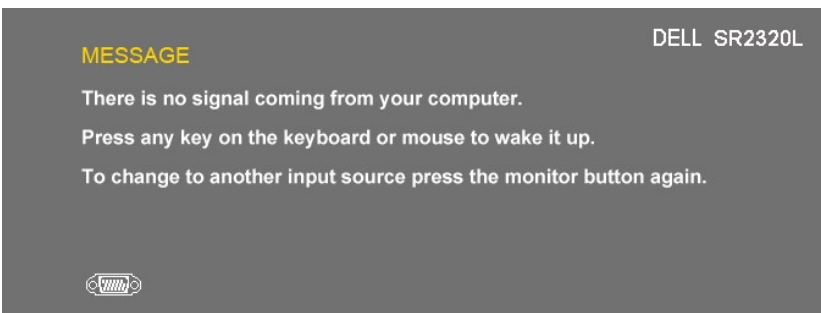 DELL SR2320L
MESSAGE
There is no signal coming from your computer.
Press any key on the keyboard or mouse to wake it up.
To change to another input source press the monitor button again.